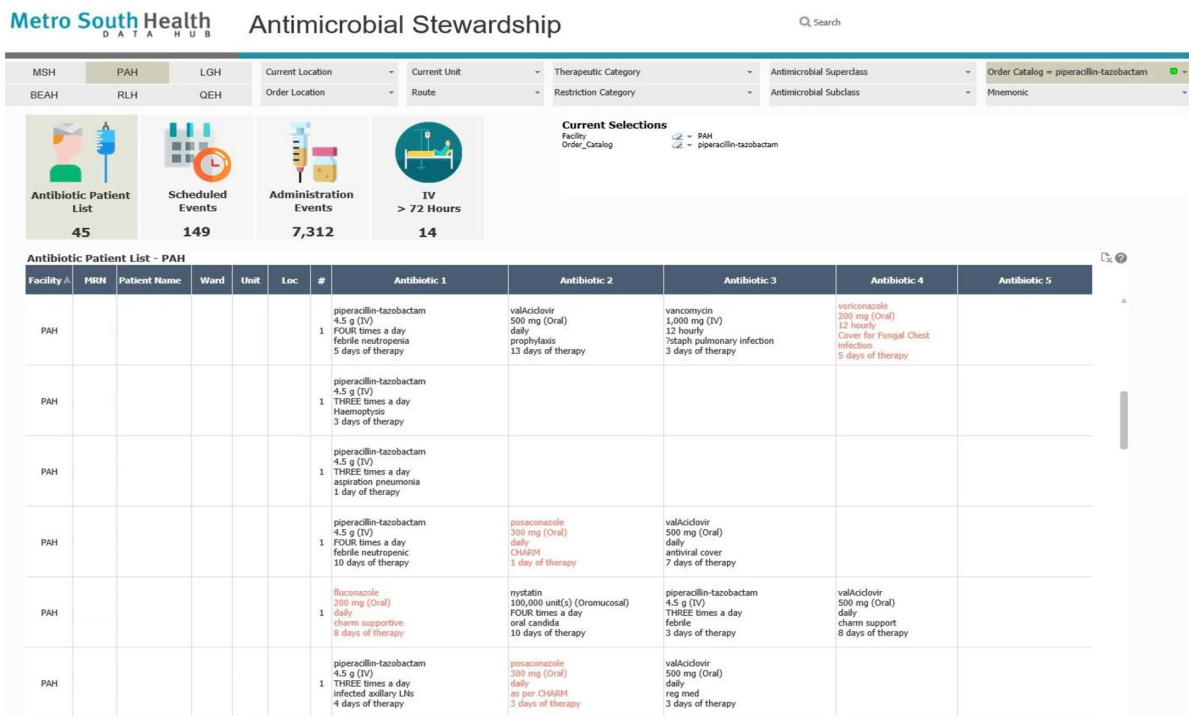 Metro South Health
DATA HUB
Antimicrobial Stewardship
Search
MSH PAH LGH Current Location Current Unit Therapeutic Category Antimicrobial Superclass Order Catalog = piperacillin-tazobactam
BEAH RLH QEH Order Location Route Restriction Category Antimicrobial Subclass Mnemonic
Current Selections
Facility PAH
Order_Catalog piperacillin-tazobactam
Antibiotic Patient List
45
Scheduled Events
149
Administration Events
7,312
IV > 72 Hours
14
Antibiotic Patient List - PAH
Facility MRN Patient Name Ward Unit Loc # Antibiotic 1 Antibiotic 2 Antibiotic 3 Antibiotic 4 Antibiotic 5
PAH
1
piperacillin-tazobactam
4.5 g (IV)
FOUR times a day
febrile neutropenia
5 days of therapy
valAciclovir
500 mg (Oral)
daily
prophylaxis
13 days of therapy
vancomycin
1,000 mg (IV)
12 hourly
?staph pulmonary infection
3 days of therapy
voriconazole
200 mg (Oral)
12 hourly
Cover for Fungal Chest
infection
5 days of therapy
PAH
1
piperacillin-tazobactam
4.5 g (IV)
THREE times a day
Haemoptysis
3 days of therapy
PAH
1
piperacillin-tazobactam
4.5 g (IV)
THREE times a day
aspiration pneumonia
1 day of therapy
PAH
1
piperacillin-tazobactam
4.5 g (IV)
FOUR times a day
febrile neutropenic
10 days of therapy
posaconazole
300 mg (Oral)
daily
CHARM
1 day of therapy
valAciclovir
500 mg (Oral)
daily
antiviral cover
7 days of therapy
PAH
1
fluconazole
200 mg (Oral)
daily
charm supportive
8 days of therapy
nystatin
100,000 unit(s) (Oromucosal)
FOUR times a day
oral candida
10 days of therapy
piperacillin-tazobactam
4.5 g (IV)
THREE times a day
febrile
3 days of therapy
valAciclovir
500 mg (Oral)
daily
charm support
8 days of therapy
PAH
1
piperacillin-tazobactam
4.5 g (IV)
THREE times a day
infected axillary LNs
4 days of therapy
posaconazole
300 mg (Oral)
daily
as per CHARM
3 days of therapy
valAciclovir
500 mg (Oral)
daily
reg med
3 days of therapy